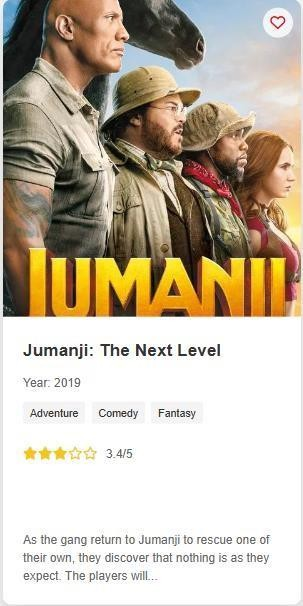 JUMANJI
Jumanji: The Next Level
Year: 2019
Adventure Comedy Fantasy
3.4/5
As the gang return to Jumanji to rescue one of
their own, they discover that nothing is as they
expect. The players will...